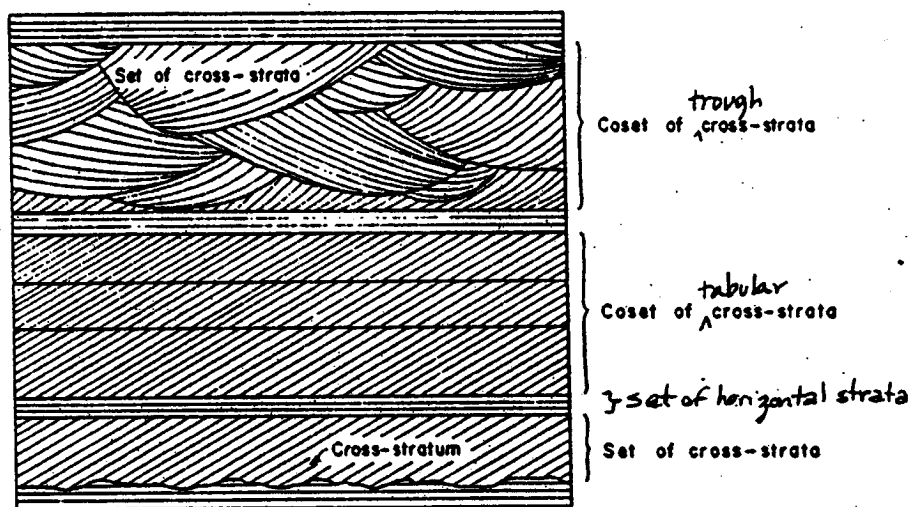 Set of cross-strata
trough
Coset of ^cross-strata
tabular
Coset of ^cross-strata
} set of horizontal strata
Cross-stratum
Set of cross-strata